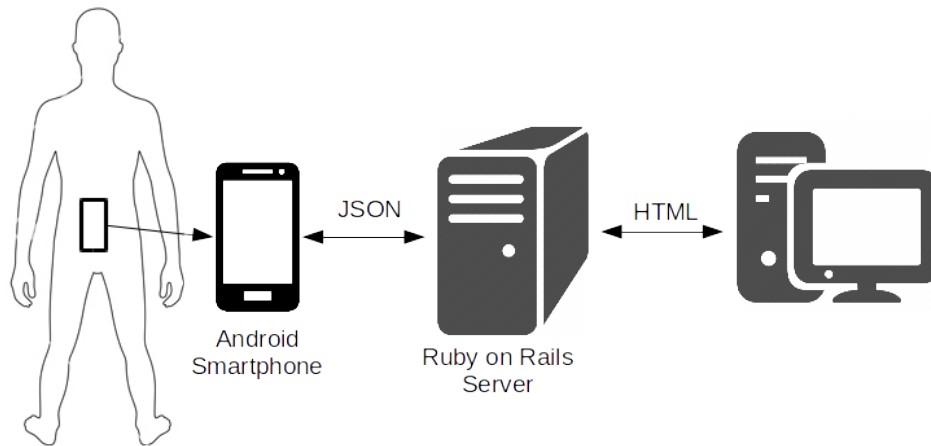 JSON
HTML
Android
Smartphone
Ruby on Rails
Server